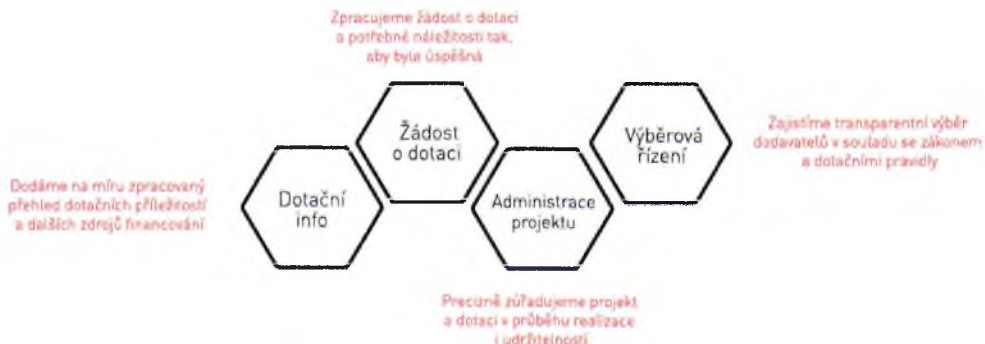 Zpracujeme žádost o dotaci
a potřebné náležitosti tak,
aby byla úspěšná
Žádost
o dotaci
Výběrová
řízení
Zajistíme transparentní výběr
dodavatelů v souladu se zákonem
a dotačními pravidly
Dodáme na míru zpracovaný
přehled dotačních příležitostí
a dalších zdrojů financování
Dotační
info
Administrace
projektu
Precizně zúřadujeme projekt
a dotaci v průběhu realizace
i udržitelnosti